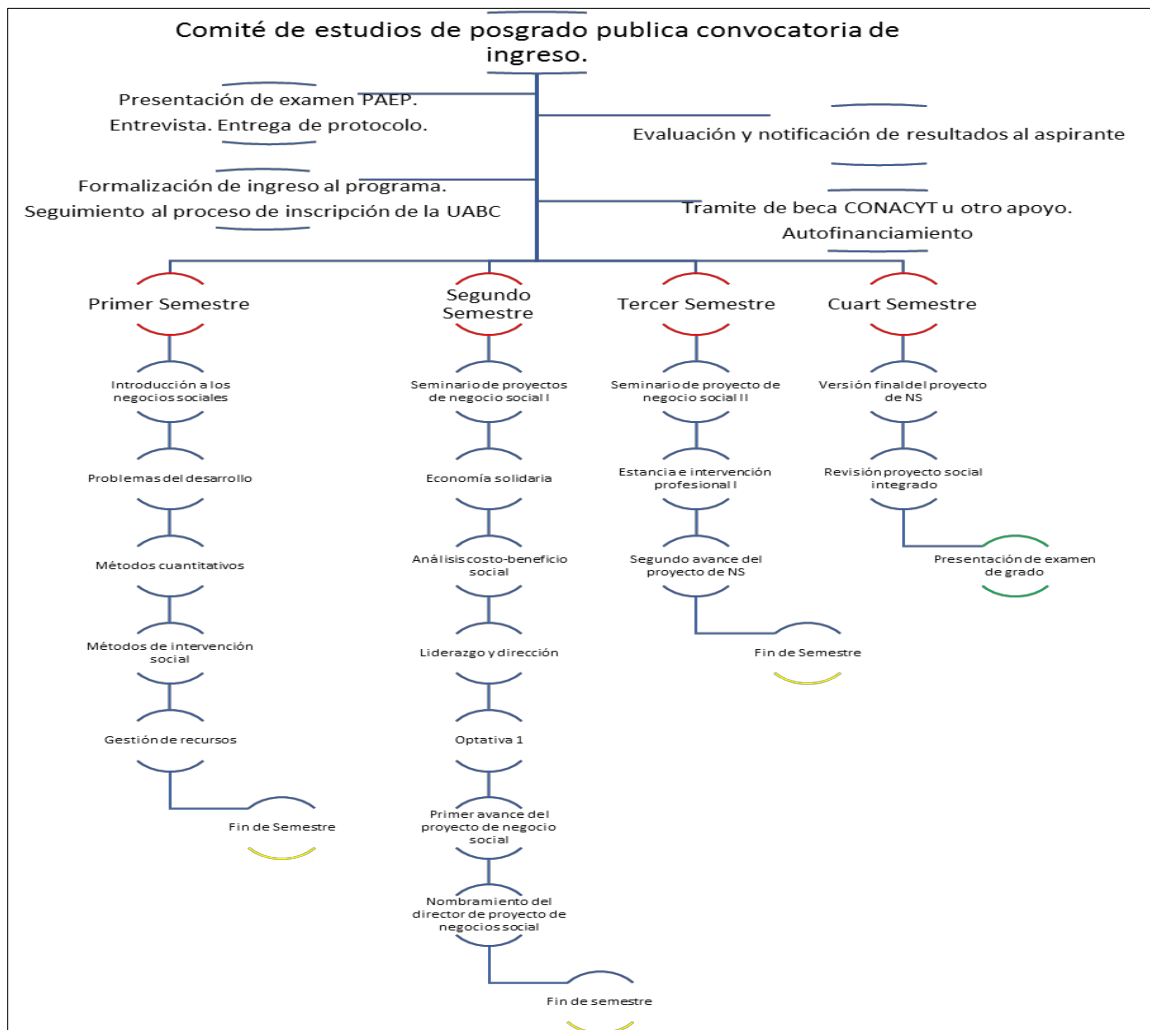 Comité de estudios de posgrado publica convocatoria de
ingreso.
Presentación de examen PAEP.
Entrevista. Entrega de protocolo.
Evaluación y notificación de resultados al aspirante
Formalización de ingreso al programa.
Seguimiento al proceso de inscripción de la UABC
Tramite de beca CONACYT u otro apoyo.
Autofinanciamiento
Primer Semestre
Introducción a los
negocios sociales
Problemas del desarrollo
Métodos cuantitativos
Métodos de intervención
social
Gestión de recursos
Fin de Semestre
Segundo
Semestre
Seminario de proyectos
de negocio social I
Economía solidaria
Análisis costo-beneficio
social
Liderazgo y dirección
Optativa 1
Primer avance del
proyecto de negocio
social
Nombramiento del
director de proyecto de
negocios social
Fin de semestre
Tercer Semestre
Seminario de proyecto de
negocio social II
Estancia e intervención
profesional I
Segundo avance del
proyecto de NS
Fin de Semestre
Cuart Semestre
Versión final del proyecto
de NS
Revisión proyecto social
integrado
Presentación de examen
de grado